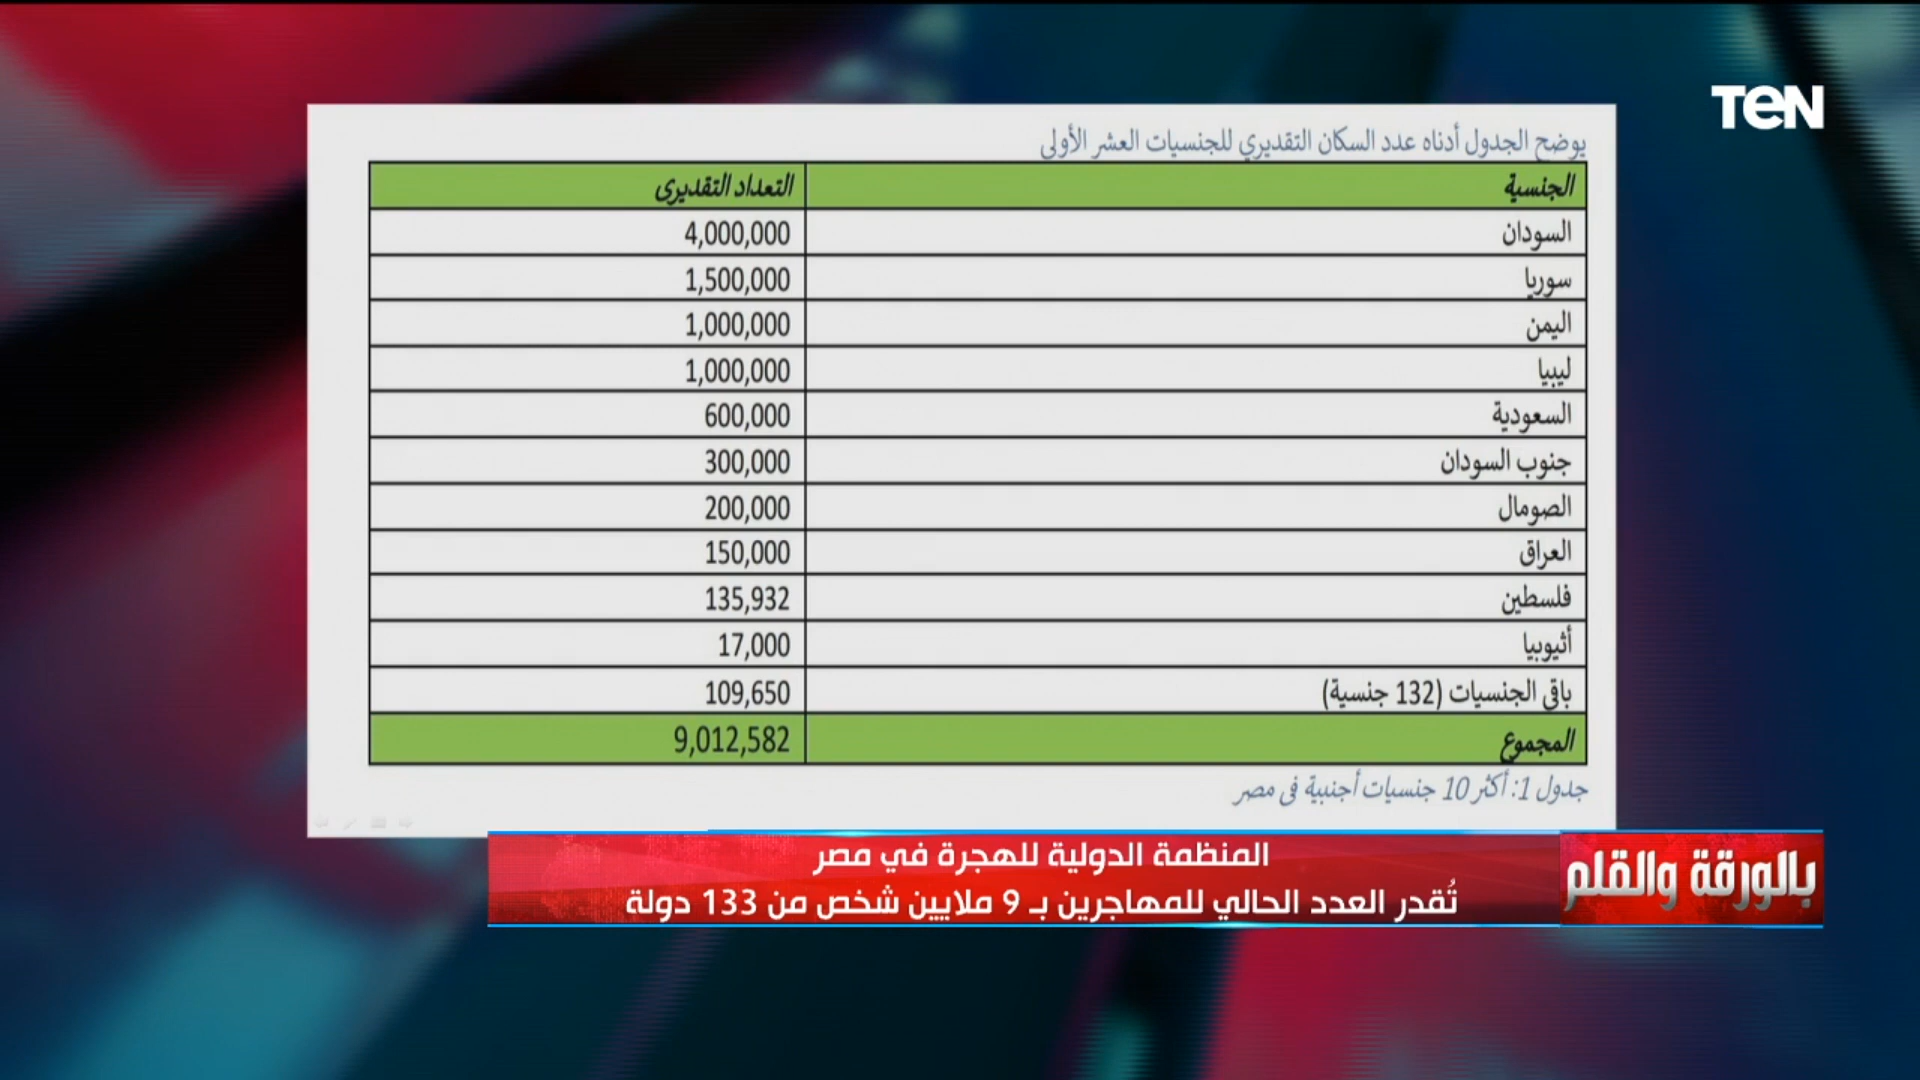 TeN
يوضح الجدول أدناه عدد السكان التقديري للجنسيات العشر الأولى
الجنسية التعداد التقديرى
السودان 4,000,000
سوريا 1,500,000
اليمن 1,000,000
ليبيا 1,000,000
السعودية 600,000
جنوب السودان 300,000
الصومال 200,000
العراق 150,000
فلسطين 135,932
أثيوبيا 17,000
باقى الجنسيات (132 جنسية) 109,650
المجموع 9,012,582
جدول 1: أكثر 10 جنسيات أجنبية فى مصر
بالورقة والقلم
المنظمة الدولية للهجرة في مصر
تُقدر العدد الحالي للمهاجرين بـ 9 ملايين شخص من 133 دولة